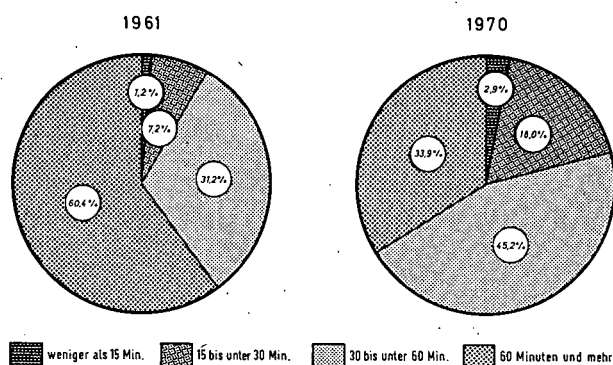 1961
1,2%
7,2%
31,2%
60,4%
1970
2,9%
18,0%
33,9%
45,2%
weniger als 15 Min.
15 bis unter 30 Min.
30 bis unter 60 Min.
60 Minuten und mehr